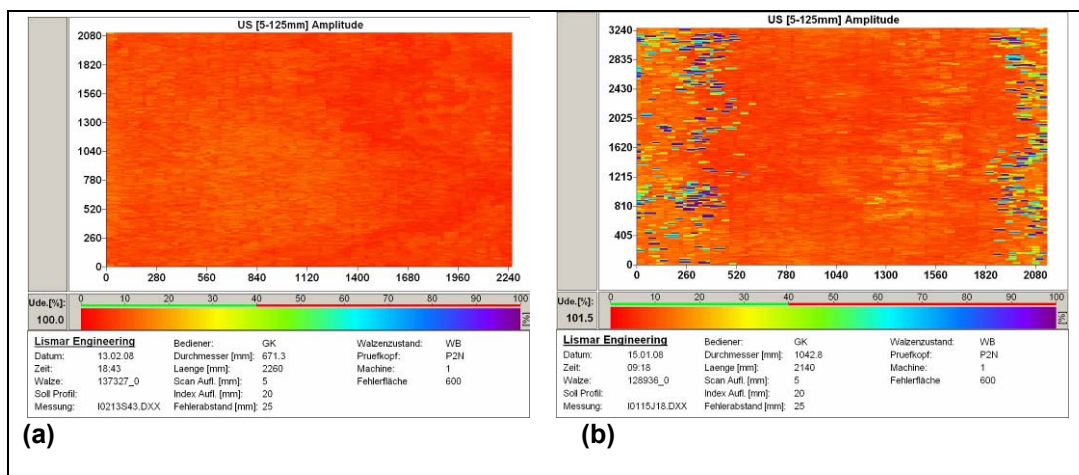 US [5-125mm] Amplitude
2080
1820
1560
1300
1040
780
520
260
0
0 280 560 840 1120 1400 1680 1960 2240
Ude.[%]: 0 10 20 30 40 50 60 70 80 90 100
100.0 [%]
Lismar Engineering Bediener: GK Walzenzustand: WB
Datum: 13.02.08 Durchmesser [mm]: 671.3 Pruefkopf: P2N
Zeit: 18:43 Laenge [mm]: 2260 Machine: 1
Walze: 137327_0 Scan Aufl. [mm]: 5 Fehlerfläche 600
Soll Profil: Index Aufl. [mm]: 20
Messung: I0213S43.DXX Fehlerabstand [mm]: 25
(a)
US [5-125mm] Amplitude
3240
2835
2430
2025
1620
1215
810
405
0
0 260 520 780 1040 1300 1560 1820 2080
Ude.[%]: 0 10 20 30 40 50 60 70 80 90 100
101.5 [%]
Lismar Engineering Bediener: GK Walzenzustand: WB
Datum: 15.01.08 Durchmesser [mm]: 1042.8 Pruefkopf: P2N
Zeit: 09:18 Laenge [mm]: 2140 Machine: 1
Walze: 128936_0 Scan Aufl. [mm]: 5 Fehlerfläche 600
Soll Profil: Index Aufl. [mm]: 20
Messung: I0115J18.DXX Fehlerabstand [mm]: 25
(b)